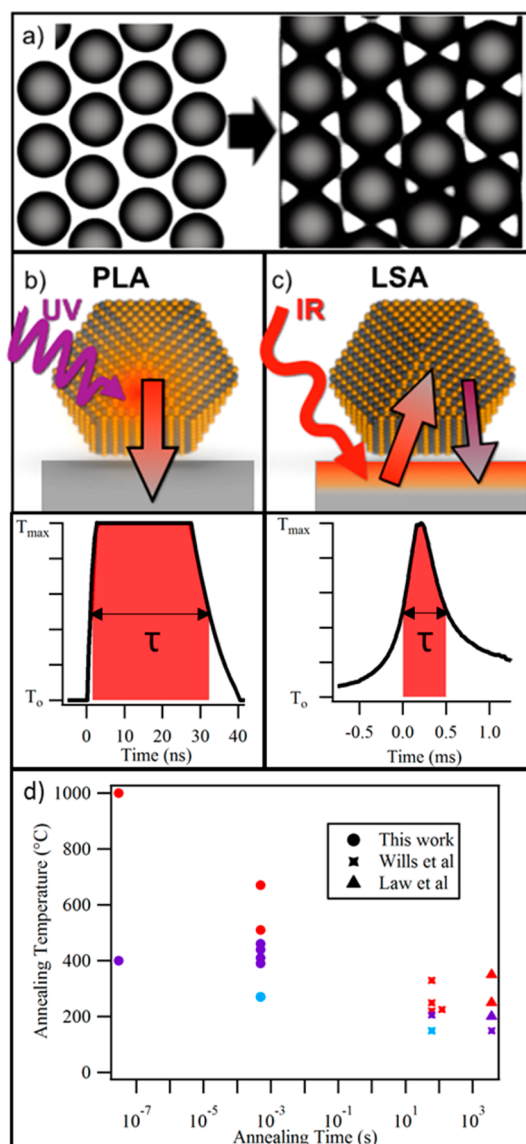 a)
b)
PLA
UV
c)
LSA
IR
Tmax
To
τ
0 10 20 30 40
Time (ns)
Tmax
To
τ
-0.5 0.0 0.5 1.0
Time (ms)
d)
1000
800
600
400
200
0
Annealing Temperature (°C)
This work
Wills et al
Law et al
10⁻⁷ 10⁻⁵ 10⁻³ 10⁻¹ 10¹ 10³
Annealing Time (s)